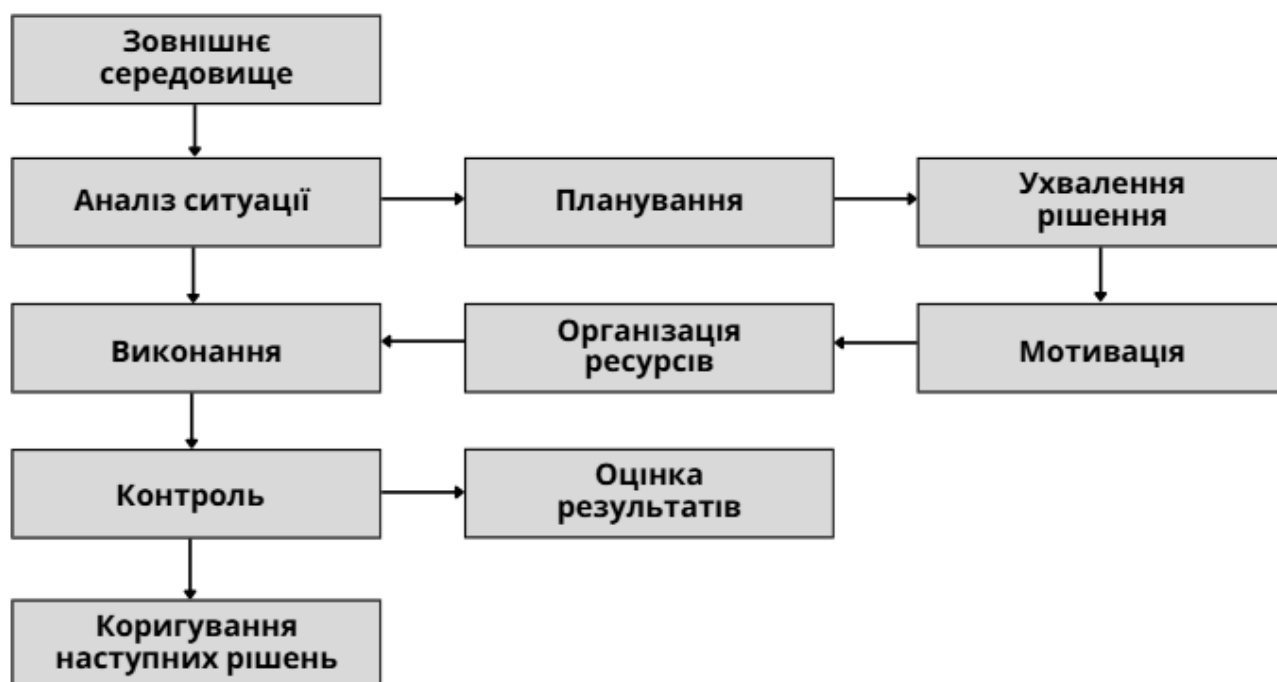 Зовнішнє
середовище
Аналіз ситуації
Планування
Ухвалення
рішення
Виконання
Організація
ресурсів
Мотивація
Контроль
Оцінка
результатів
Коригування
наступних рішень